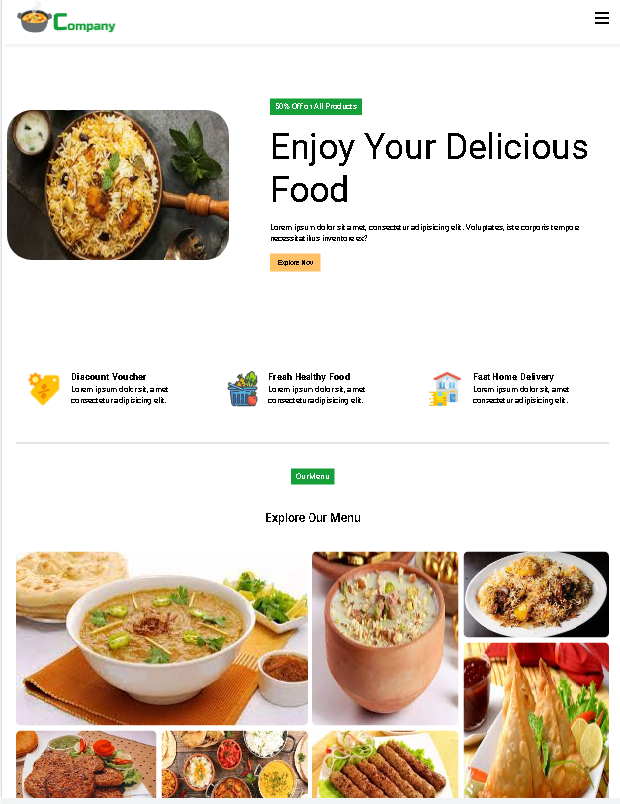 Company
50% Off on All Products
Enjoy Your Delicious
Food
Lorem ipsum dolor sit amet, consectetur adipisicing elit. Voluptates, iste corporis tempore
necessitatibus inventore ex?
Explore Now
Discount Voucher
Lorem ipsum dolor sit, amet
consectetur adipisicing elit.
Fresh Healthy Food
Lorem ipsum dolor sit, amet
consectetur adipisicing elit.
Fast Home Delivery
Lorem ipsum dolor sit, amet
consectetur adipisicing elit.
Our Menu
Explore Our Menu